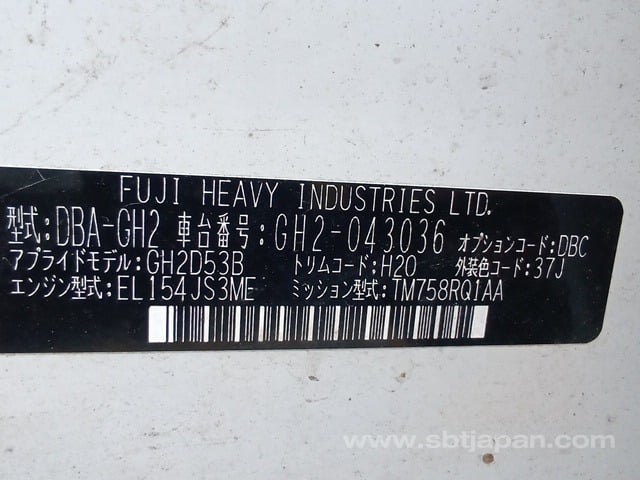 FUJI HEAVY INDUSTRIES LTD.
型式:DBA-GH2 車台番号:GH2-043036 オプションコード:DBC
アプライドモデル:GH2D53B トリムコード:H20 外装色コード:37J
エンジン型式:EL154JS3ME ミッション型式:TM758RQ1AA
www.sbtjapan.com